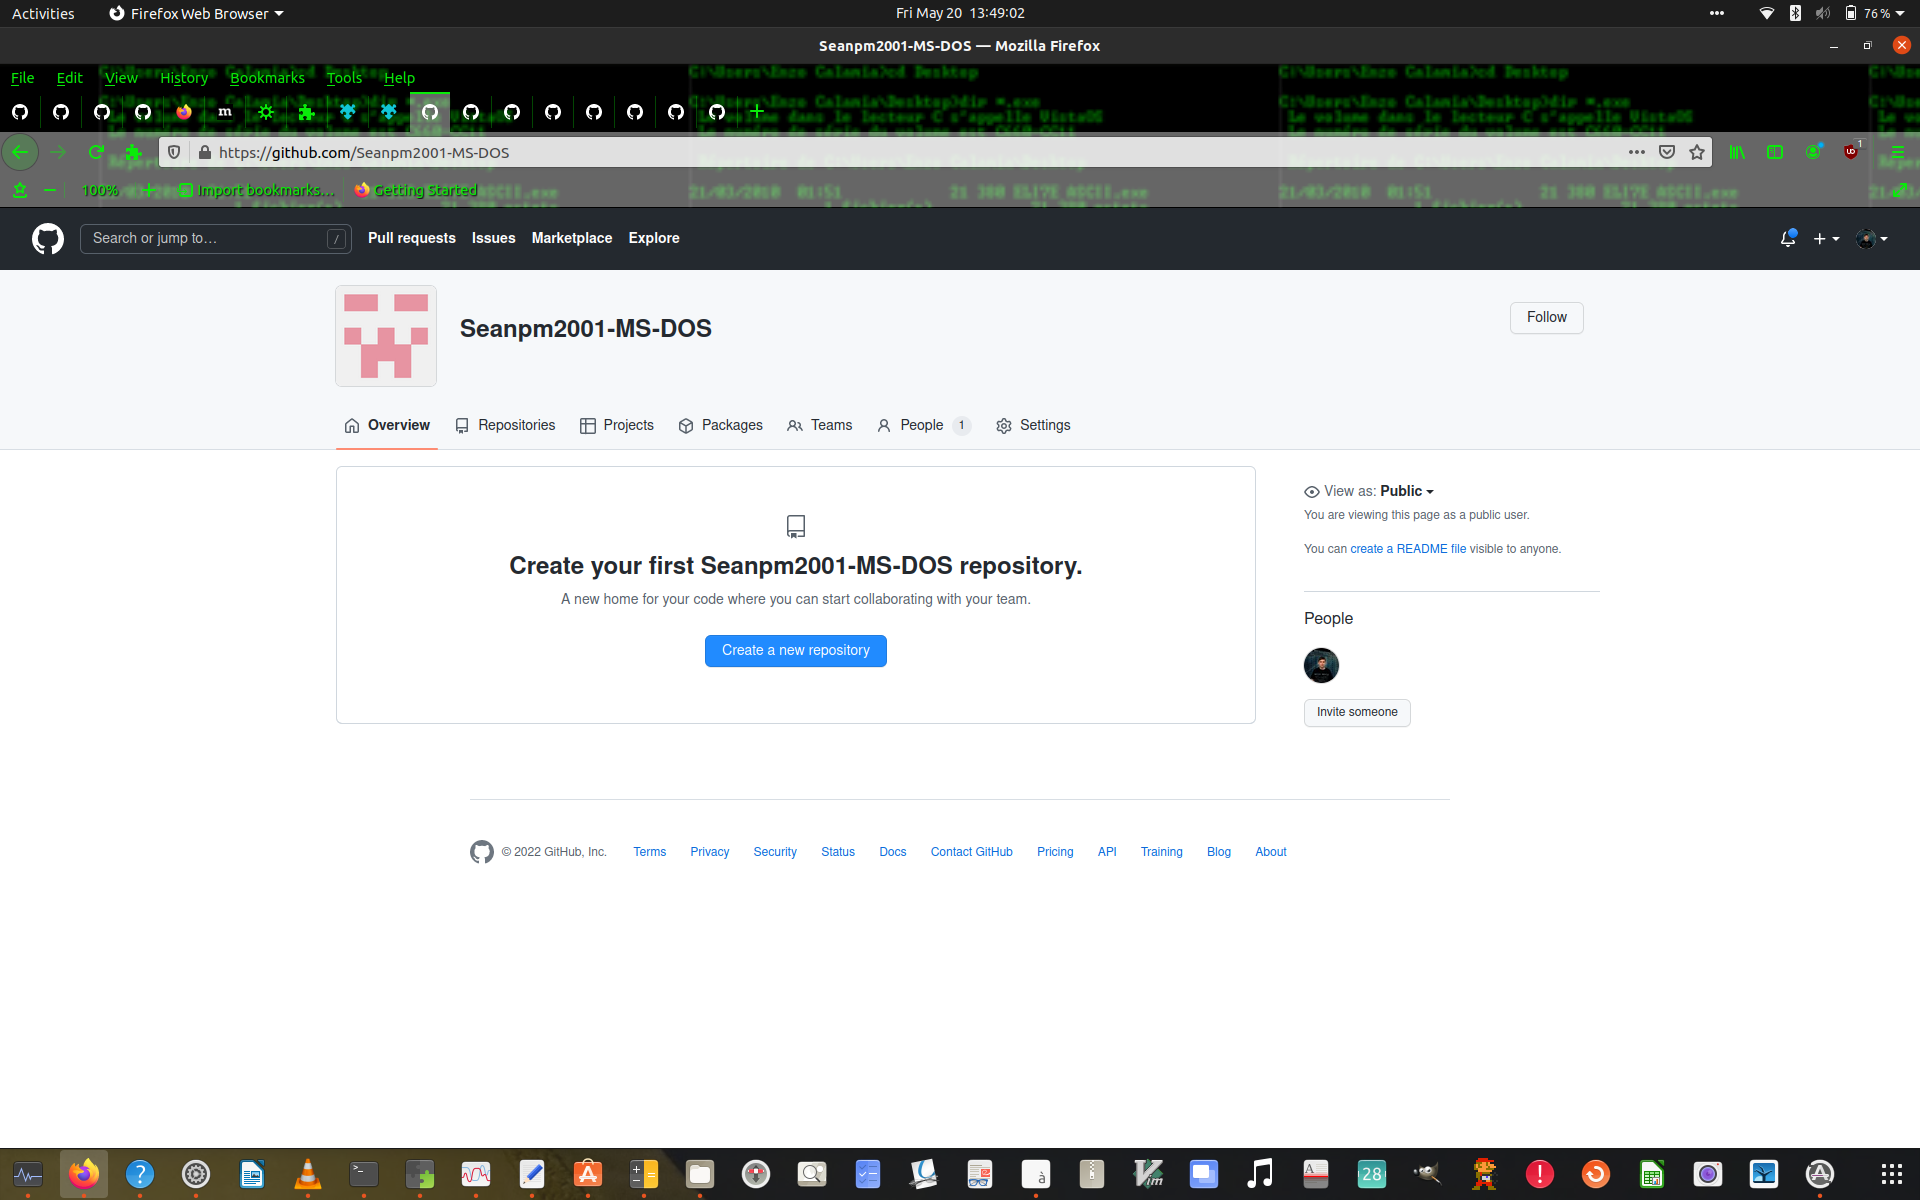 Activities Firefox Web Browser Fri May 20 13:49:02 76 %
Seanpm2001-MS-DOS — Mozilla Firefox
File Edit View History Bookmarks Tools Help
https://github.com/Seanpm2001-MS-DOS
100% Import bookmarks... Getting Started
Search or jump to… / Pull requests Issues Marketplace Explore
Seanpm2001-MS-DOS
Follow
Overview Repositories Projects Packages Teams People 1 Settings
Create your first Seanpm2001-MS-DOS repository.
A new home for your code where you can start collaborating with your team.
Create a new repository
View as: Public
You are viewing this page as a public user.
You can create a README file visible to anyone.
People
Invite someone
© 2022 GitHub, Inc. Terms Privacy Security Status Docs Contact GitHub Pricing API Training Blog About
28